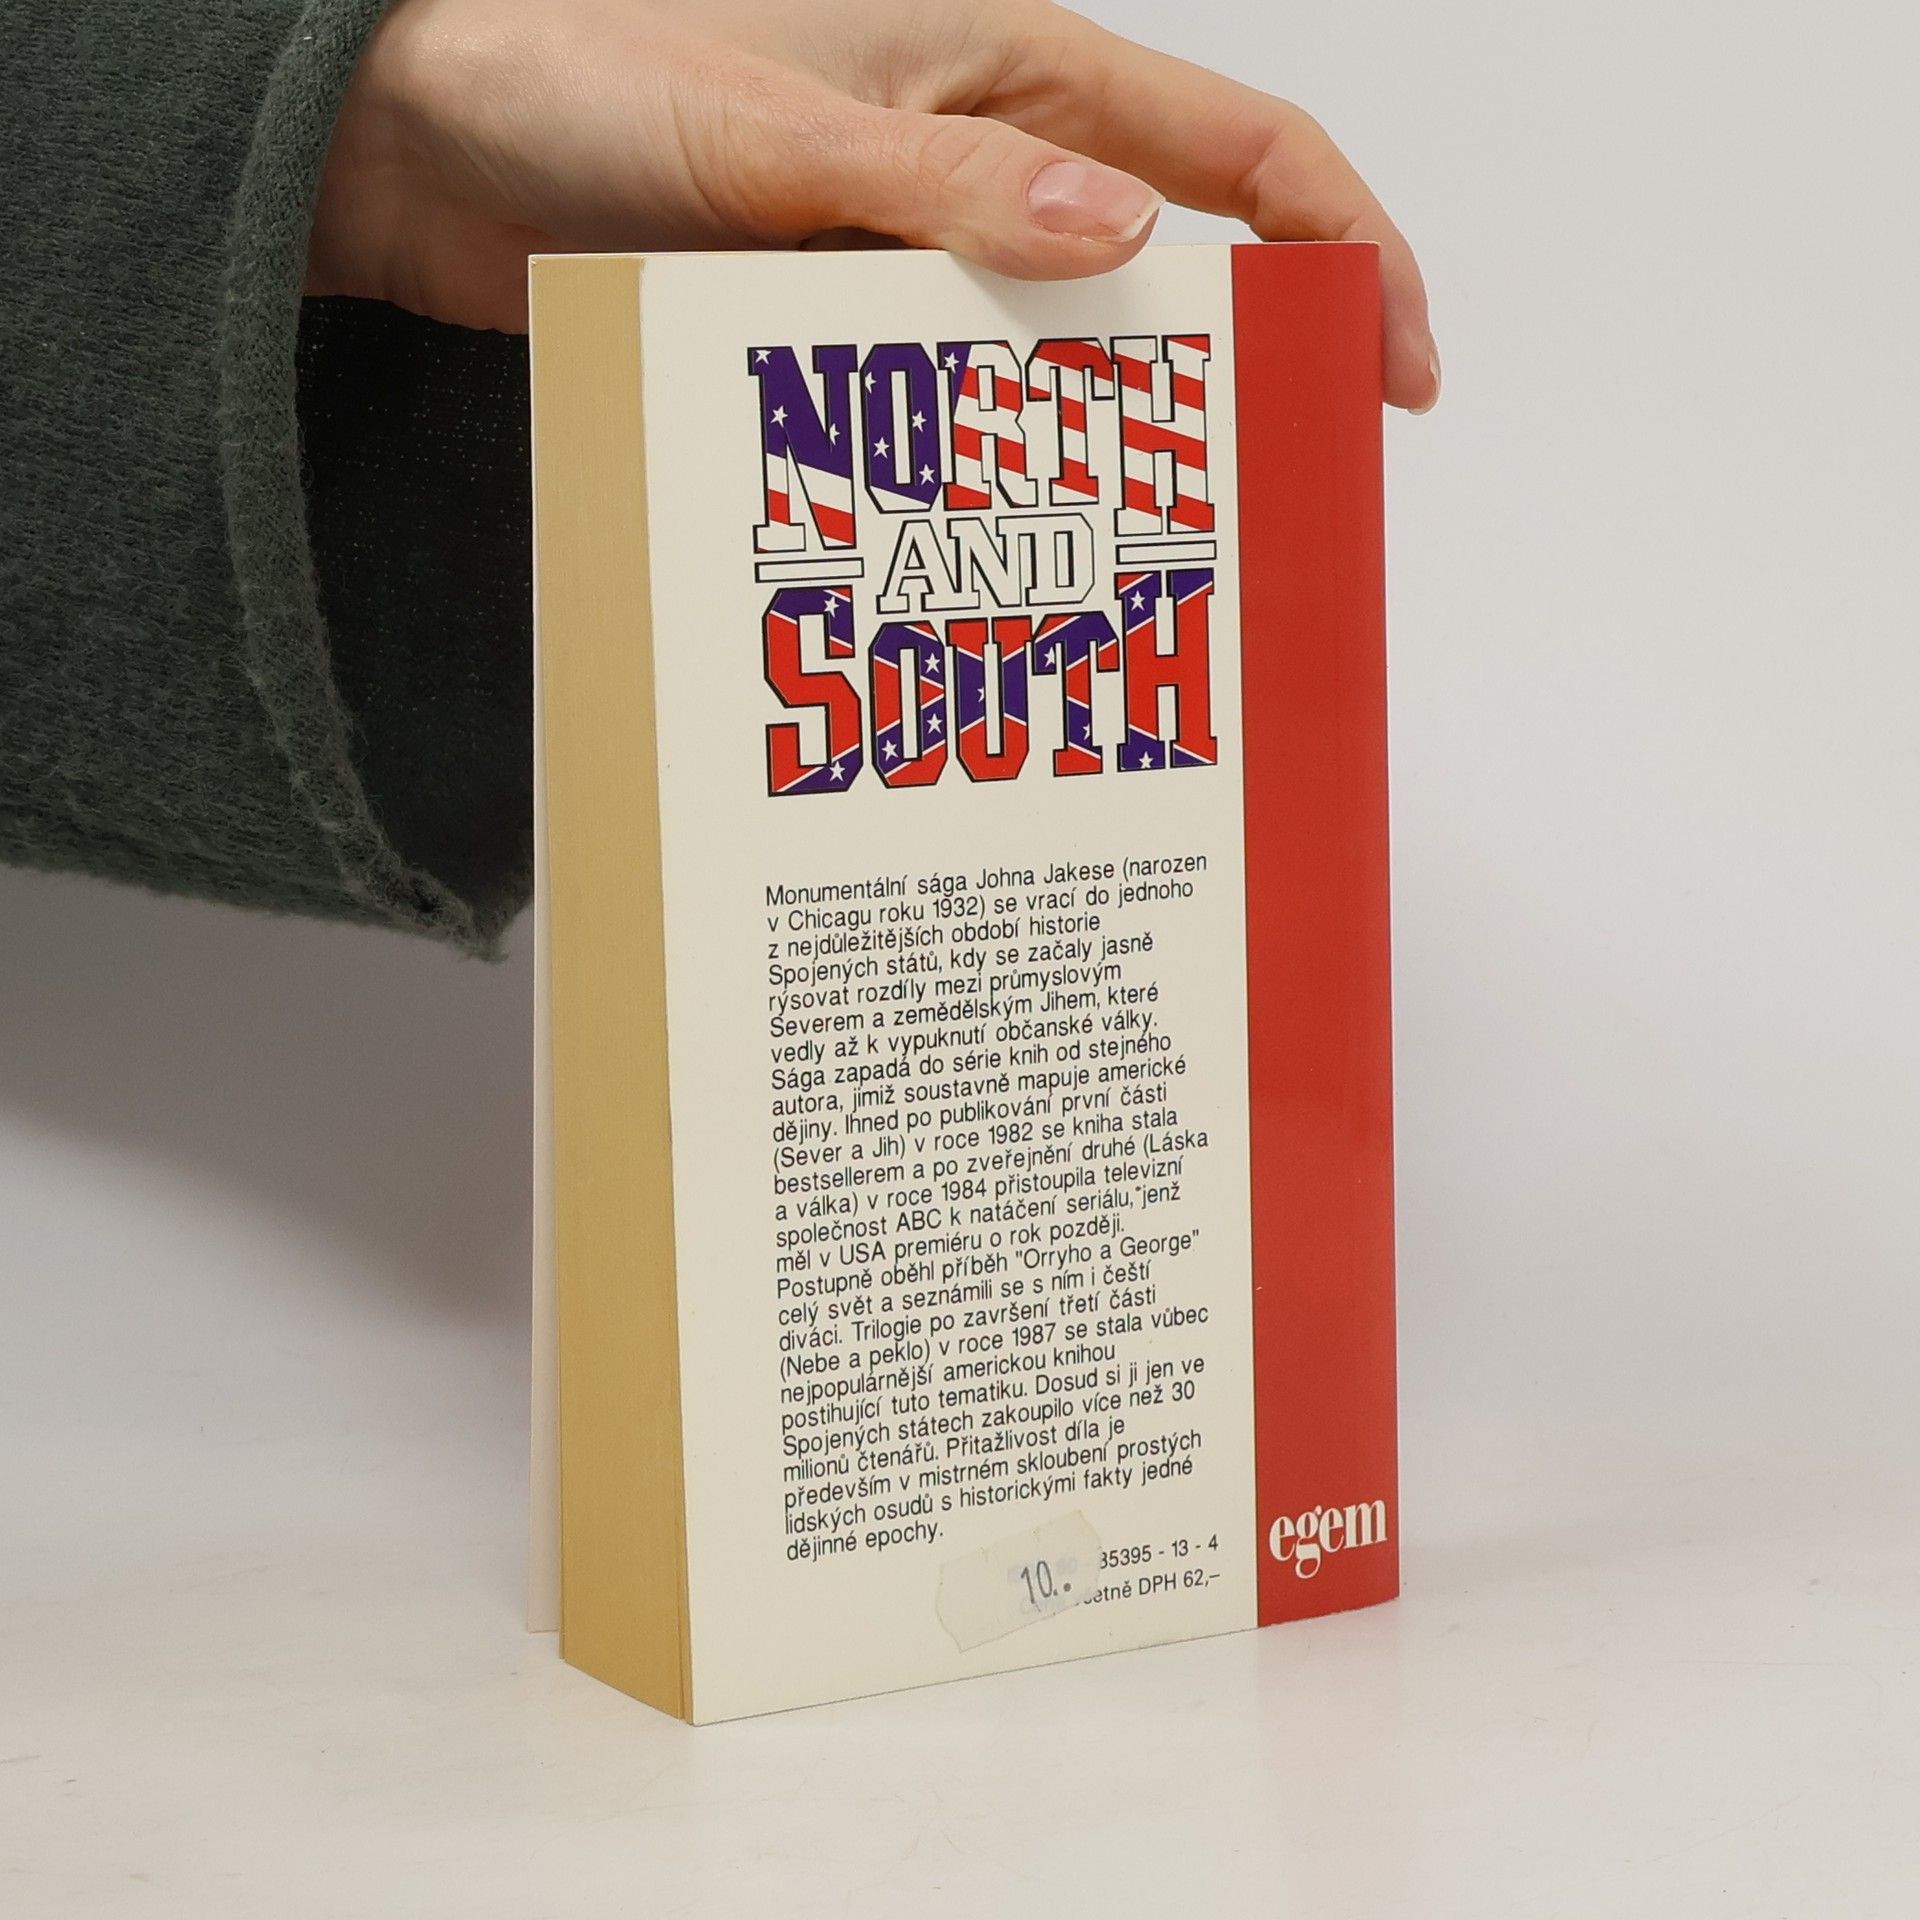 NORTH
AND
SOUTH
Monumentální sága Johna Jakese (narozen
v Chicagu roku 1932) se vrací do jednoho
z nejdůležitějších období historie
Spojených států, kdy se začaly jasně
rýsovat rozdíly mezi průmyslovým
Severem a zemědělským Jihem, které
vedly až k vypuknutí občanské války.
Sága zapadá do série knih od stejného
autora, jimiž soustavně mapuje americké
dějiny. Ihned po publikování první části
(Sever a Jih) v roce 1982 se kniha stala
bestsellerem a po zveřejnění druhé (Láska
a válka) v roce 1984 přistoupila televizní
společnost ABC k natáčení seriálu, jenž
měl v USA premiéru o rok později.
Postupně oběhl příběh "Orryho a George"
celý svět a seznámili se s ním i čeští
diváci. Trilogie po završení třetí části
(Nebe a peklo) v roce 1987 se stala vůbec
nejpopulárnější americkou knihou
postihující tuto tematiku. Dosud si ji jen ve
Spojených státech zakoupilo více než 30
milionů čtenářů. Přitažlivost díla je
především v mistrném skloubení prostých
lidských osudů s historickými fakty jedné
dějinné epochy.
35395 - 13 - 4
DPH 62,–
10..
egem